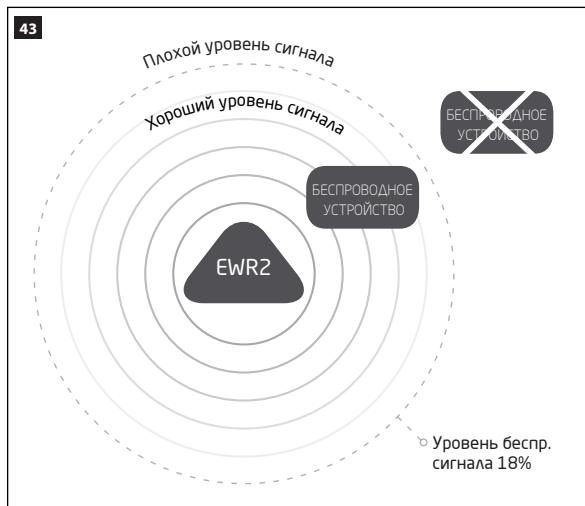 43
Плохой уровень сигнала
Хороший уровень сигнала
БЕСПРОВОДНОЕ
УСТРОЙСТВО
БЕСПРОВОДНОЕ
УСТРОЙСТВО
EWR2
Уровень беспр.
сигнала 18%